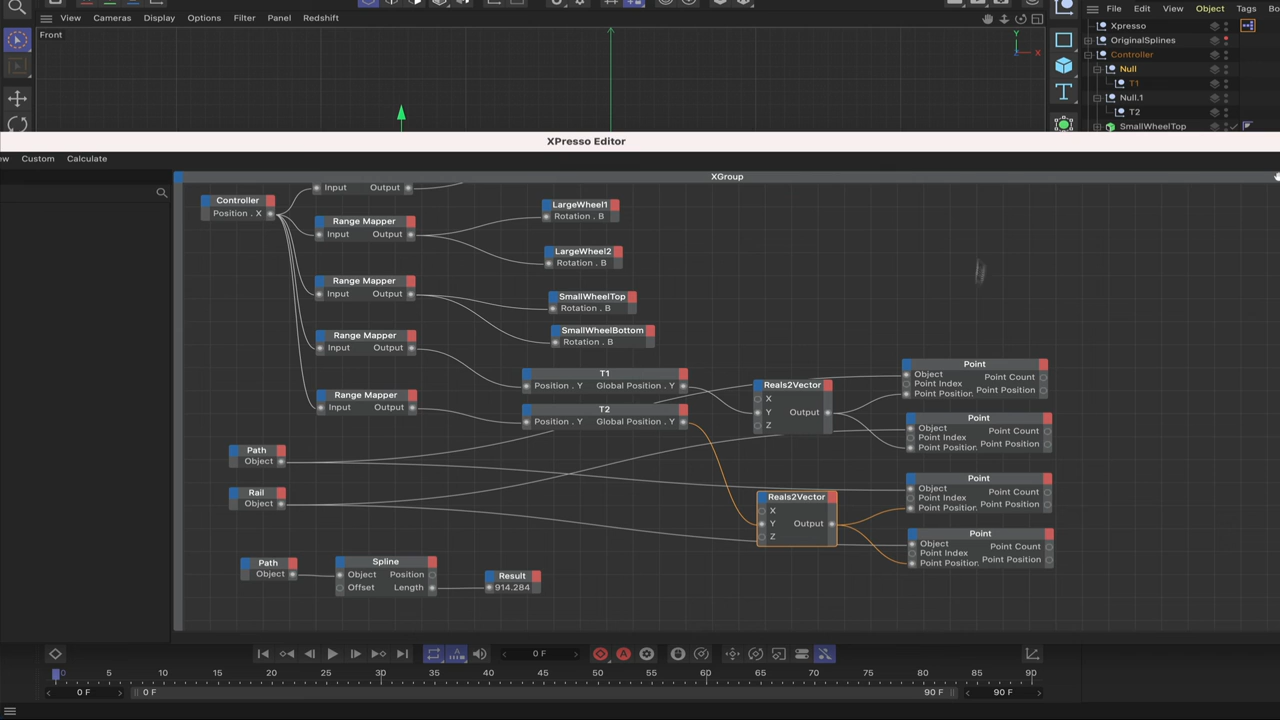 View Cameras Display Options Filter Panel Redshift
File Edit View Object Tags Bo
Front
Y
X
Xpresso
OriginalSplines
Controller
Null
T1
Null.1
T2
SmallWheelTop
XPresso Editor
Custom Calculate
XGroup
Input Output
Controller
Position . X
Range Mapper
Input Output
LargeWheel1
Rotation . B
LargeWheel2
Rotation . B
Range Mapper
Input Output
SmallWheelTop
Rotation . B
SmallWheelBottom
Rotation . B
Range Mapper
Input Output
T1
Position . Y Global Position . Y
Range Mapper
Input Output
T2
Position . Y Global Position . Y
Reals2Vector
X
Y Output
Z
Point
Object Point Count
Point Index
Point Position. Point Position
Point
Object Point Count
Point Index
Point Position. Point Position
Path
Object
Rail
Object
Reals2Vector
X
Y Output
Z
Point
Object Point Count
Point Index
Point Position. Point Position
Point
Object Point Count
Point Index
Point Position. Point Position
Path
Object
Spline
Object Position
Offset Length
Result
914.284
0 F
0 5 10 15 20 25 30 35 40 45 50 55 60 65 70 75 80 85 90
0 F 0 F 90 F 90 F